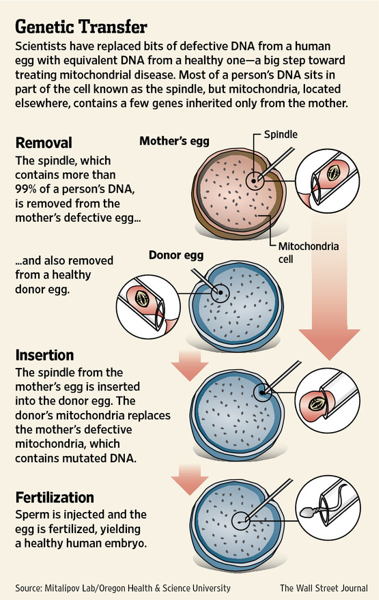 Genetic Transfer
Scientists have replaced bits of defective DNA from a human
egg with equivalent DNA from a healthy one—a big step toward
treating mitochondrial disease. Most of a person's DNA sits in
part of the cell known as the spindle, but mitochondria, located
elsewhere, contains a few genes inherited only from the mother.
Removal
The spindle, which
contains more than
99% of a person's DNA,
is removed from the
mother's defective egg...
Mother's egg
Spindle
Mitochondria
cell
...and also removed
from a healthy
donor egg.
Donor egg
Insertion
The spindle from the
mother's egg is inserted
into the donor egg. The
donor's mitochondria replaces
the mother's defective
mitochondria, which
contains mutated DNA.
Fertilization
Sperm is injected and the
egg is fertilized, yielding
a healthy human embryo.
Source: Mitalipov Lab/Oregon Health & Science University
The Wall Street Journal